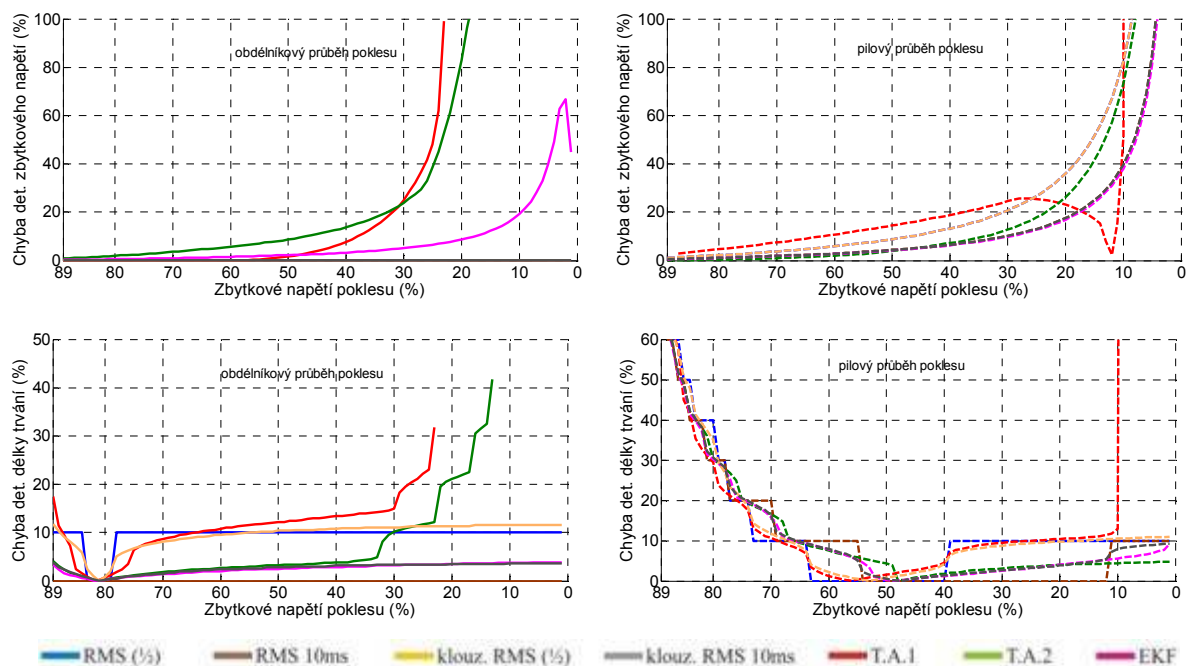 Chyba det. zbytkového napětí (%)
100
80
60
40
20
0
obdélníkový průběh poklesu
89 80 70 60 50 40 30 20 10 0
Zbytkové napětí poklesu (%)
Chyba det. zbytkového napětí (%)
100
80
60
40
20
0
pilový průběh poklesu
89 80 70 60 50 40 30 20 10 0
Zbytkové napětí poklesu (%)
Chyba det. délky trvání (%)
50
40
30
20
10
0
obdélníkový průběh poklesu
89 80 70 60 50 40 30 20 10 0
Zbytkové napětí poklesu (%)
Chyba det. délky trvání (%)
60
50
40
30
20
10
0
pilový průběh poklesu
89 80 70 60 50 40 30 20 10 0
Zbytkové napětí poklesu (%)
RMS (½) RMS 10ms klouz. RMS (½) klouz. RMS 10ms T.A.1 T.A.2 EKF